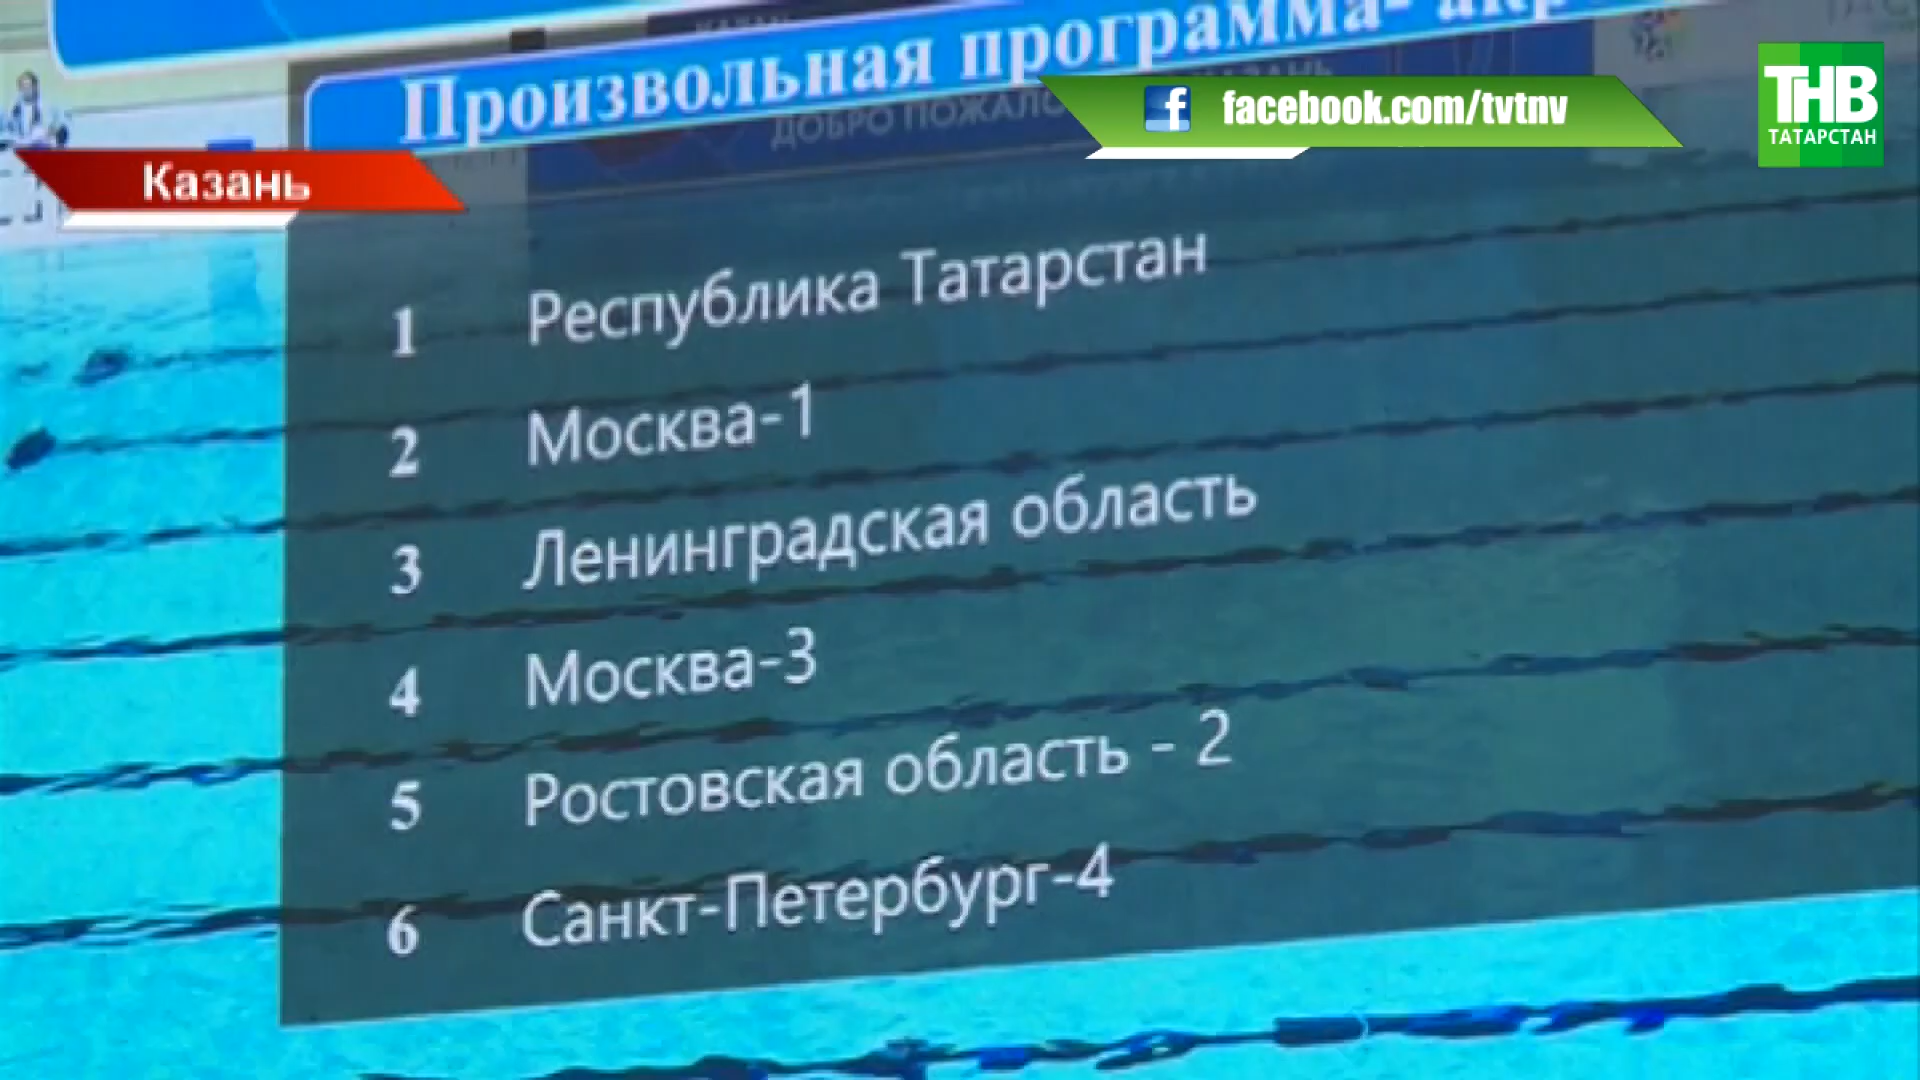 Произвольная программа-
facebook.com/tvtnv
ТНВ
ТАТАРСТАН
ДОБРО
Казань
1 Республика Татарстан
2 Москва-1
3 Ленинградская область
4 Москва-3
5 Ростовская область - 2
6 Санкт-Петербург-4